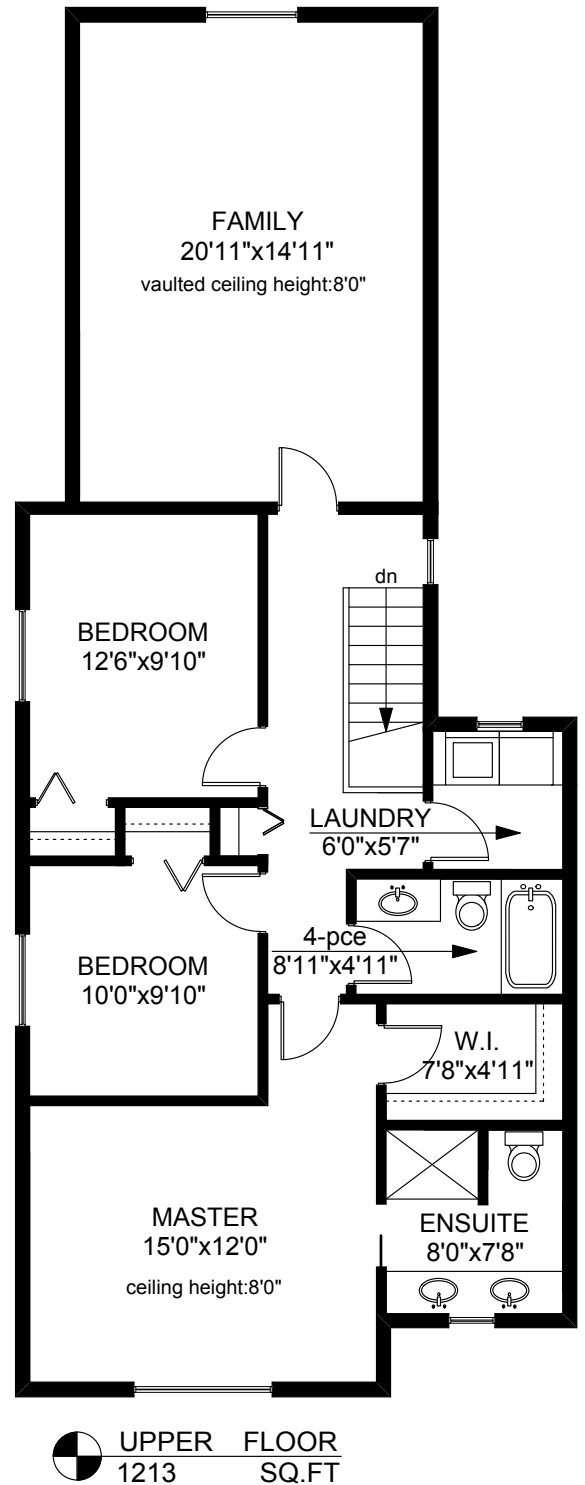 FAMILY
20'11"x14'11"
vaulted ceiling height:8'0"
dn
BEDROOM
12'6"x9'10"
LAUNDRY
6'0"x5'7"
4-pce
8'11"x4'11"
BEDROOM
10'0"x9'10"
W.I.
7'8"x4'11"
MASTER
15'0"x12'0"
ceiling height:8'0"
ENSUITE
8'0"x7'8"
UPPER FLOOR
1213 SQ.FT